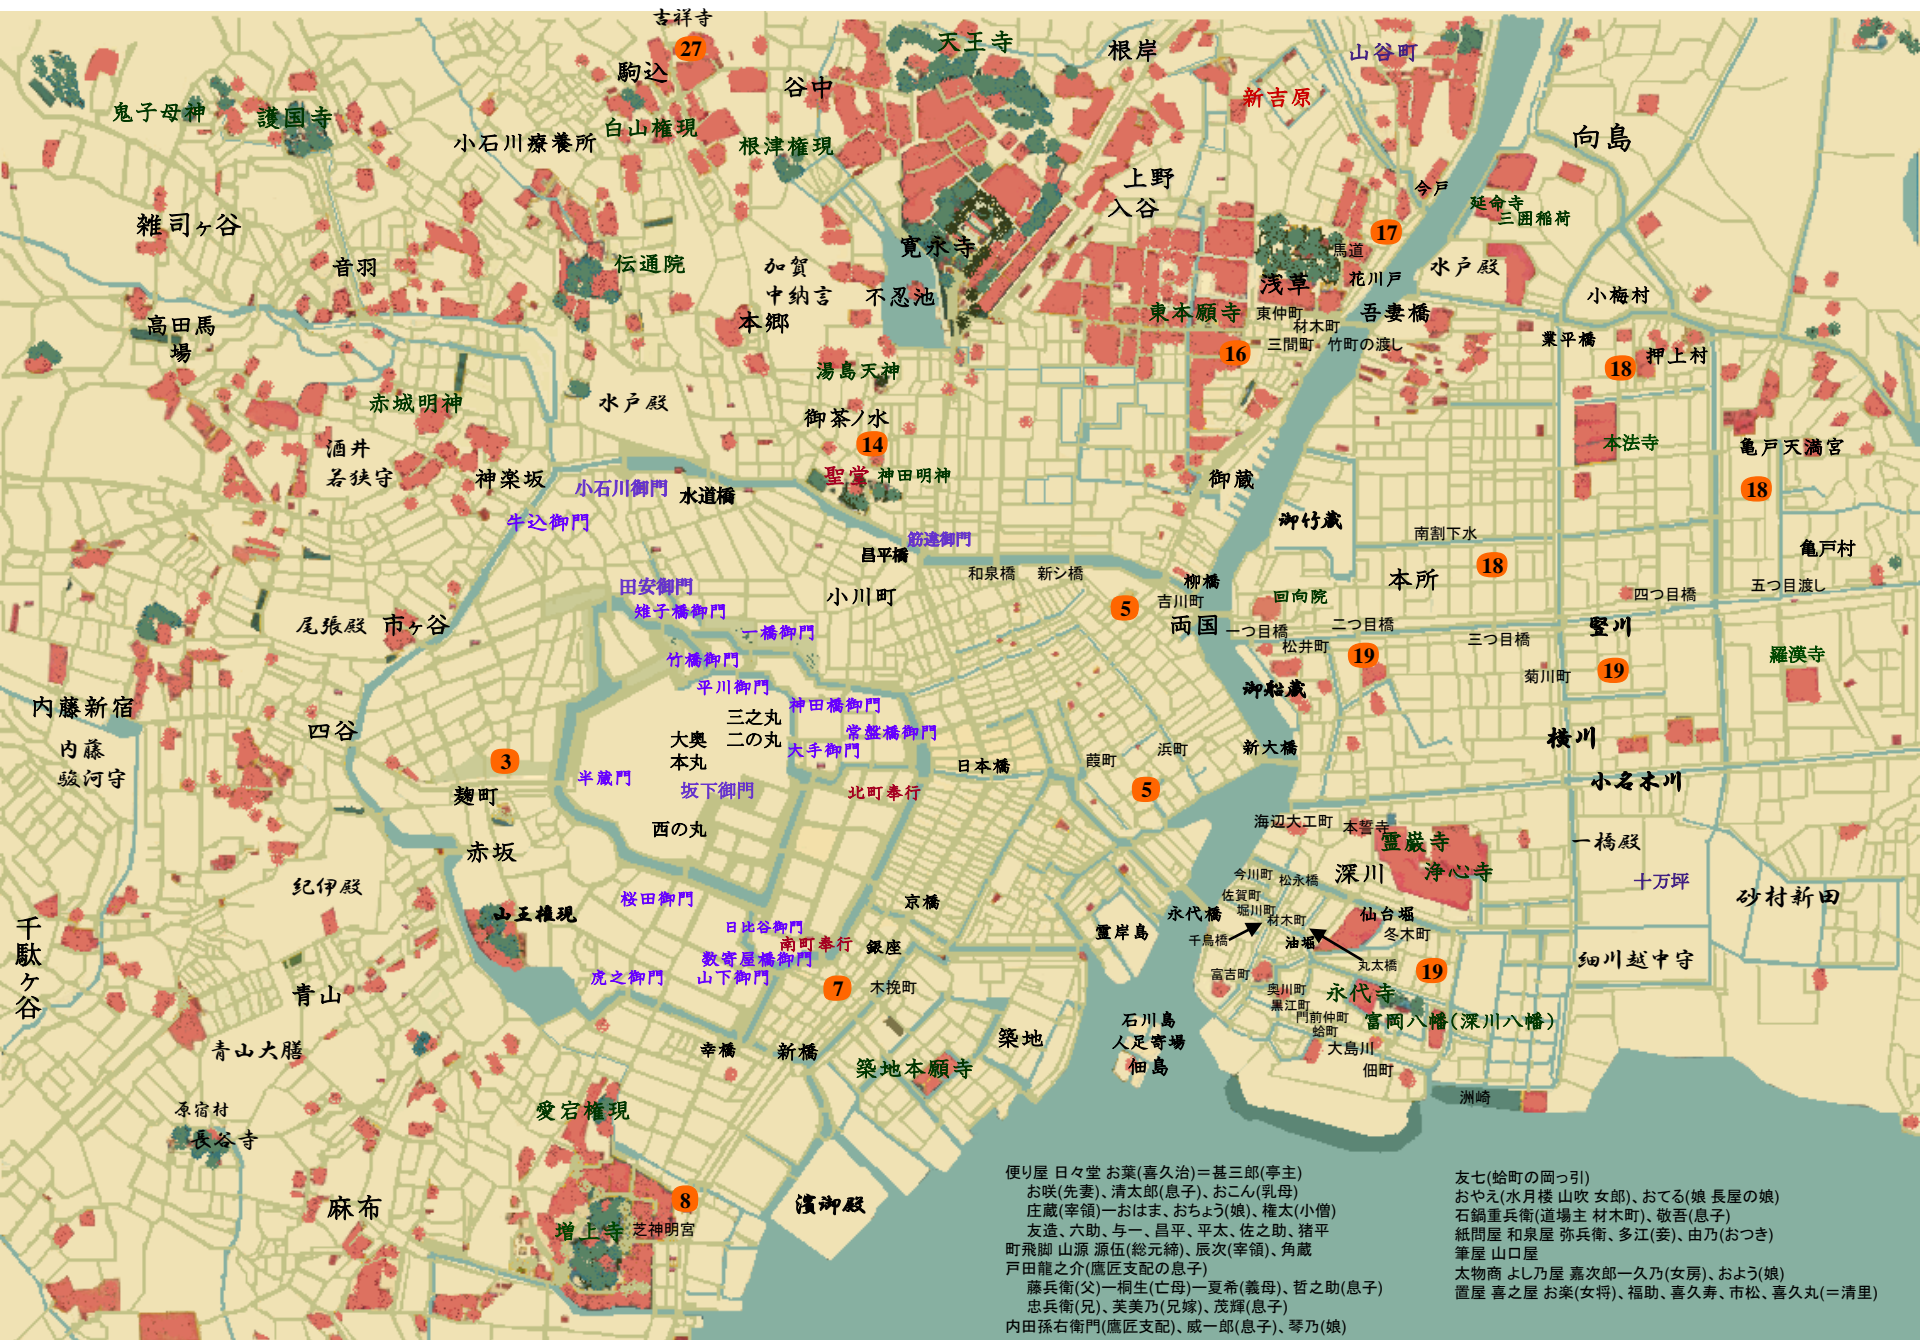 吉祥寺
27
駒込
天王寺
根岸
山谷町
谷中
新吉原
鬼子母神
護国寺
白山権現
小石川療養所
根津権現
向島
上野
入谷
今戸
延命寺
三囲稲荷
雑司ヶ谷
17
馬道
寛永寺
音羽
伝通院
加賀
中納言
不忍池
浅草
花川戸
水戸殿
小梅村
本郷
東本願寺
東仲町
材木町
吾妻橋
高田馬
場
三間町
竹町の渡し
業平橋
16
18
押上村
湯島天神
赤城明神
水戸殿
御茶ノ水
14
酒井
若狭守
本法寺
亀戸天満宮
神楽坂
聖堂
神田明神
御蔵
小石川御門
水道橋
18
牛込御門
御竹蔵
南割下水
筋違御門
昌平橋
亀戸村
和泉橋
新シ橋
18
本所
柳橋
田安御門
小川町
吉川町
5
回向院
四つ目橋
五つ目渡し
雉子橋御門
尾張殿
市ヶ谷
一橋御門
両国
一つ目橋
二つ目橋
三つ目橋
竪川
松井町
竹橋御門
19
19
羅漢寺
平川御門
御船蔵
菊川町
内藤新宿
神田橋御門
三之丸
二の丸
四谷
常盤橋御門
大奥
本丸
大手御門
内藤
駿河守
横川
浜町
新大橋
葭町
3
日本橋
半蔵門
坂下御門
北町奉行
5
小名木川
麹町
西の丸
海辺大工町
本誓寺
霊巌寺
浄心寺
一橋殿
赤坂
深川
今川町
松永橋
十万坪
紀伊殿
桜田御門
京橋
佐賀町
堀川町
砂村新田
山王権現
永代橋
材木町
仙台堀
冬木町
日比谷御門
南町奉行
銀座
霊岸島
千鳥橋
油堀
千駄ヶ谷
数寄屋橋御門
丸太橋
細川越中守
虎之御門
山下御門
富吉町
19
7
木挽町
青山
奥川町
永代寺
黒江町
門前仲町
富岡八幡(深川八幡)
石川島
人足寄場
佃島
蛤町
築地
青山大膳
幸橋
新橋
大島川
築地本願寺
佃町
洲崎
愛宕権現
原宿村
長谷寺
8
麻布
濱御殿
増上寺
芝神明宮
便り屋 日々堂 お葉(喜久治)＝甚三郎(亭主)
お咲(先妻)、清太郎(息子)、おこん(乳母)
庄蔵(宰領)ーおはま、おちょう(娘)、権太(小僧)
友造、六助、与一、昌平、平太、佐之助、猪平
町飛脚 山源 源伍(総元締)、辰次(宰領)、角蔵
戸田龍之介(鷹匠支配の息子)
藤兵衛(父)ー桐生(亡母)ー夏希(義母)、哲之助(息子)
忠兵衛(兄)、芙美乃(兄嫁)、茂輝(息子)
内田孫右衛門(鷹匠支配)、威一郎(息子)、琴乃(娘)
友七(蛤町の岡っ引)
おやえ(水月楼 山吹 女郎)、おてる(娘 長屋の娘)
石鍋重兵衛(道場主 材木町)、敬吾(息子)
紙問屋 和泉屋 弥兵衛、多江(妾)、由乃(おつき)
筆屋 山口屋
太物商 よし乃屋 嘉次郎ー久乃(女房)、およう(娘)
置屋 喜之屋 お楽(女将)、福助、喜久寿、市松、喜久丸(＝清里)